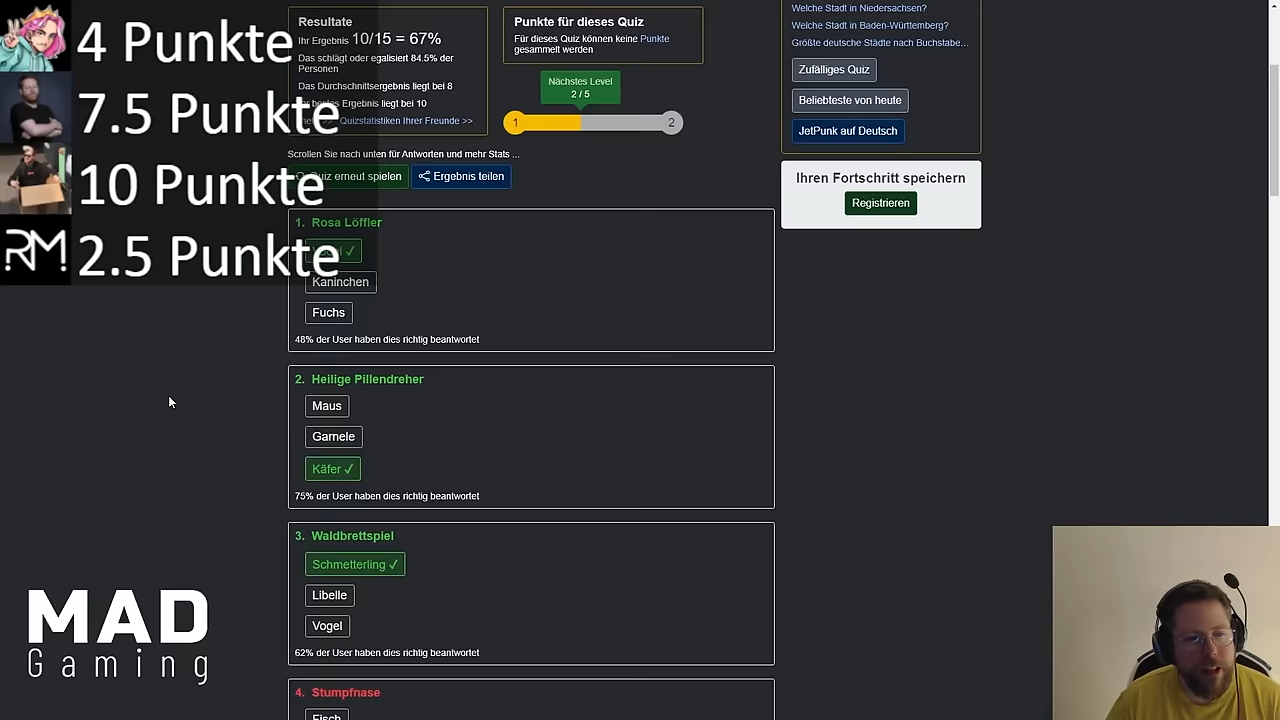 4 Punkte
7.5 Punkte
10 Punkte
RM
2.5 Punkte
Resultate
Ihr Ergebnis 10/15 = 67%
Das schlägt oder egalisiert 84.5% der
Personen
Das Durchschnittsergebnis liegt bei 8
Ergebnis liegt bei 10
Quizstatistiken Ihrer Freunde >>
Punkte für dieses Quiz
Für dieses Quiz können keine Punkte
gesammelt werden
Nächstes Level
2 / 5
1
2
Scrollen Sie nach unten für Antworten und mehr Stats ...
Quiz erneut spielen
Ergebnis teilen
Welche Stadt in Niedersachsen?
Welche Stadt in Baden-Württemberg?
Größte deutsche Städte nach Buchstabe...
Zufälliges Quiz
Beliebteste von heute
JetPunk auf Deutsch
Ihren Fortschritt speichern
Registrieren
1. Rosa Löffler
✓
Kaninchen
Fuchs
48% der User haben dies richtig beantwortet
2. Heilige Pillendreher
Maus
Garnele
Käfer ✓
75% der User haben dies richtig beantwortet
3. Waldbrettspiel
Schmetterling ✓
Libelle
Vogel
62% der User haben dies richtig beantwortet
4. Stumpfnase
Fisch
MAD
Gaming